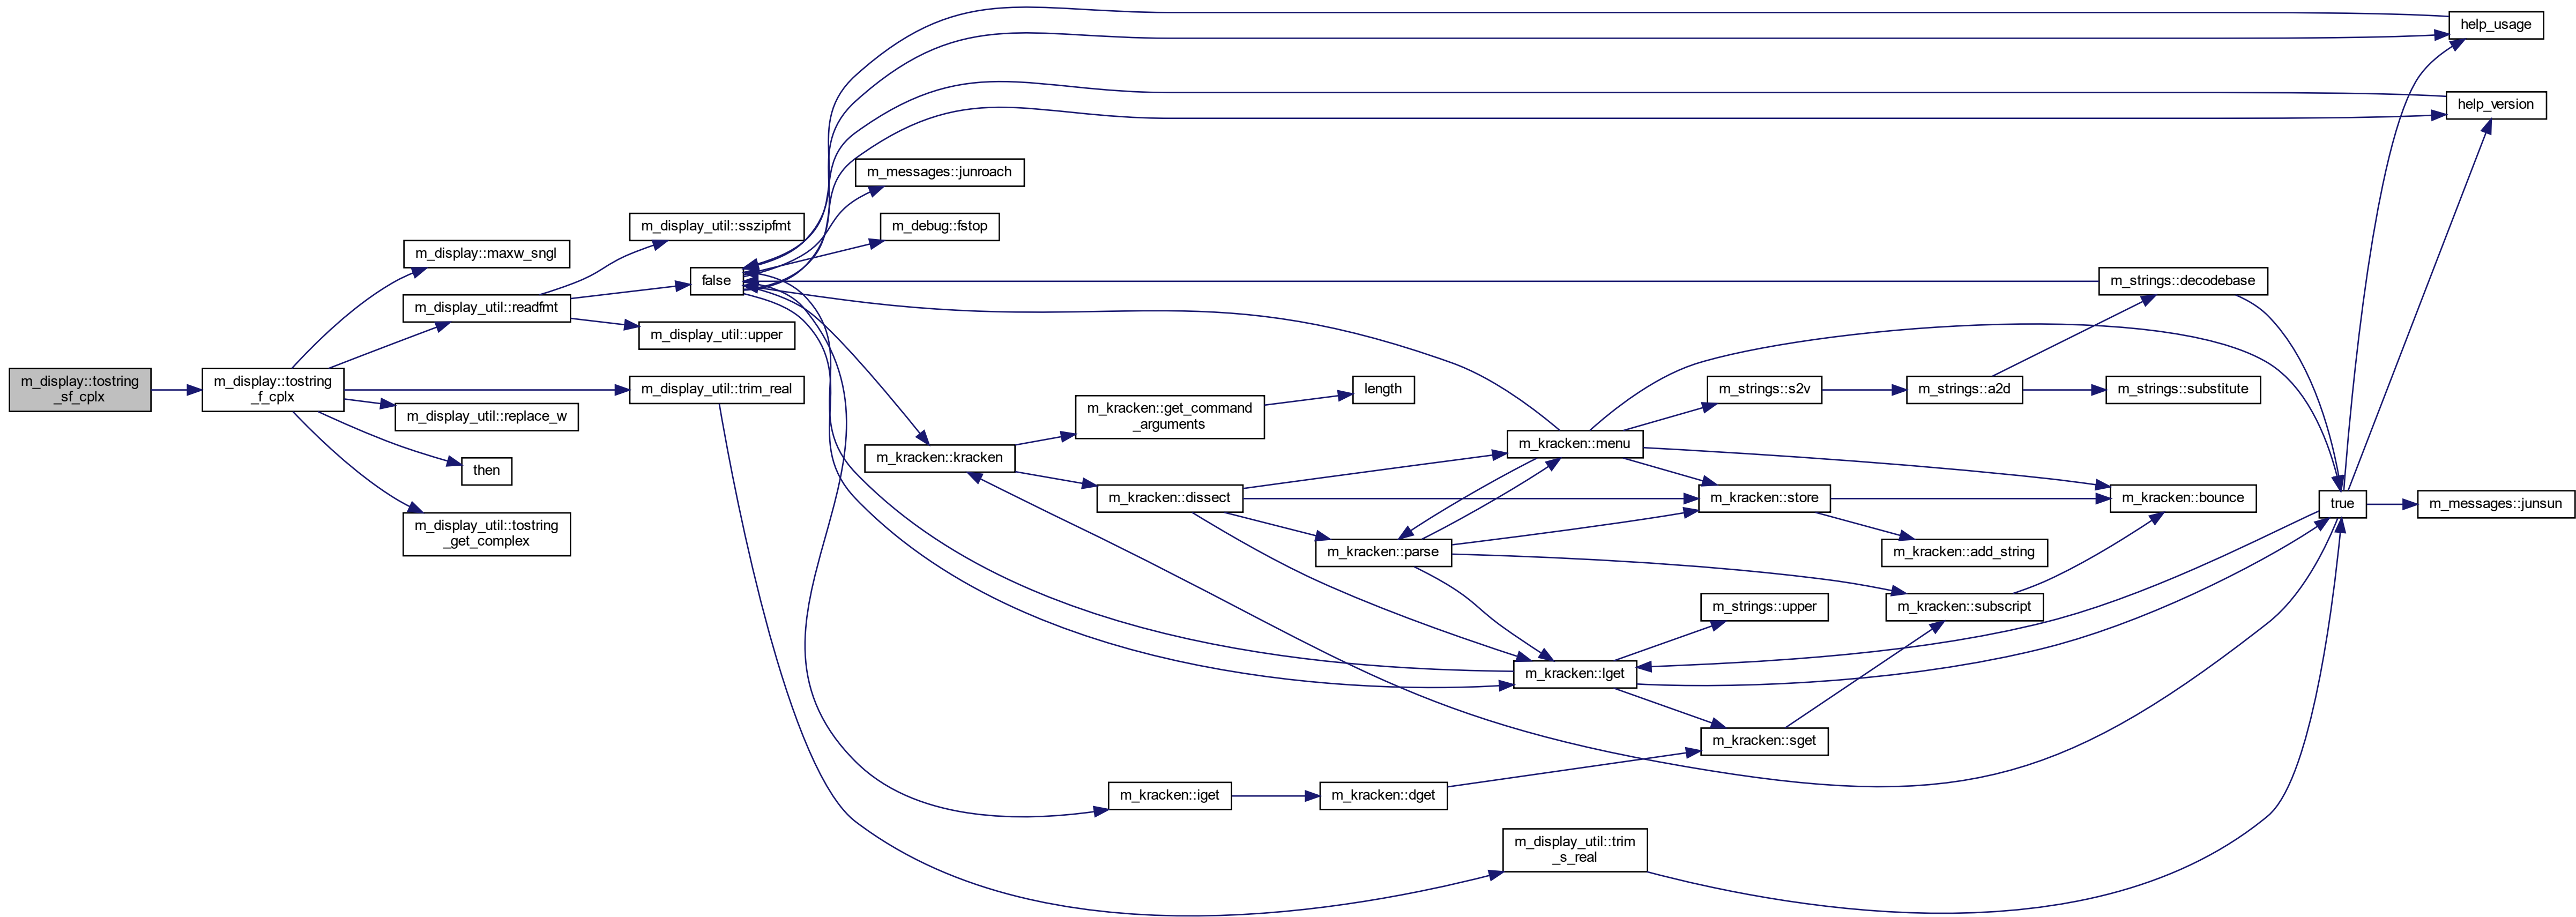 help_usage
help_version
m_messages::junroach
m_display_util::sszipfmt
m_debug::fstop
m_display::maxw_sngl
false
m_strings::decodebase
m_display_util::readfmt
m_display_util::upper
m_display::tostring
_sf_cplx
m_display::tostring
_f_cplx
m_display_util::trim_real
length
m_strings::s2v
m_strings::a2d
m_strings::substitute
m_display_util::replace_w
m_kracken::get_command
_arguments
m_kracken::menu
m_kracken::kracken
then
m_kracken::dissect
m_kracken::store
m_kracken::bounce
true
m_messages::junsun
m_display_util::tostring
_get_complex
m_kracken::parse
m_kracken::add_string
m_strings::upper
m_kracken::subscript
m_kracken::lget
m_kracken::sget
m_kracken::iget
m_kracken::dget
m_display_util::trim
_s_real